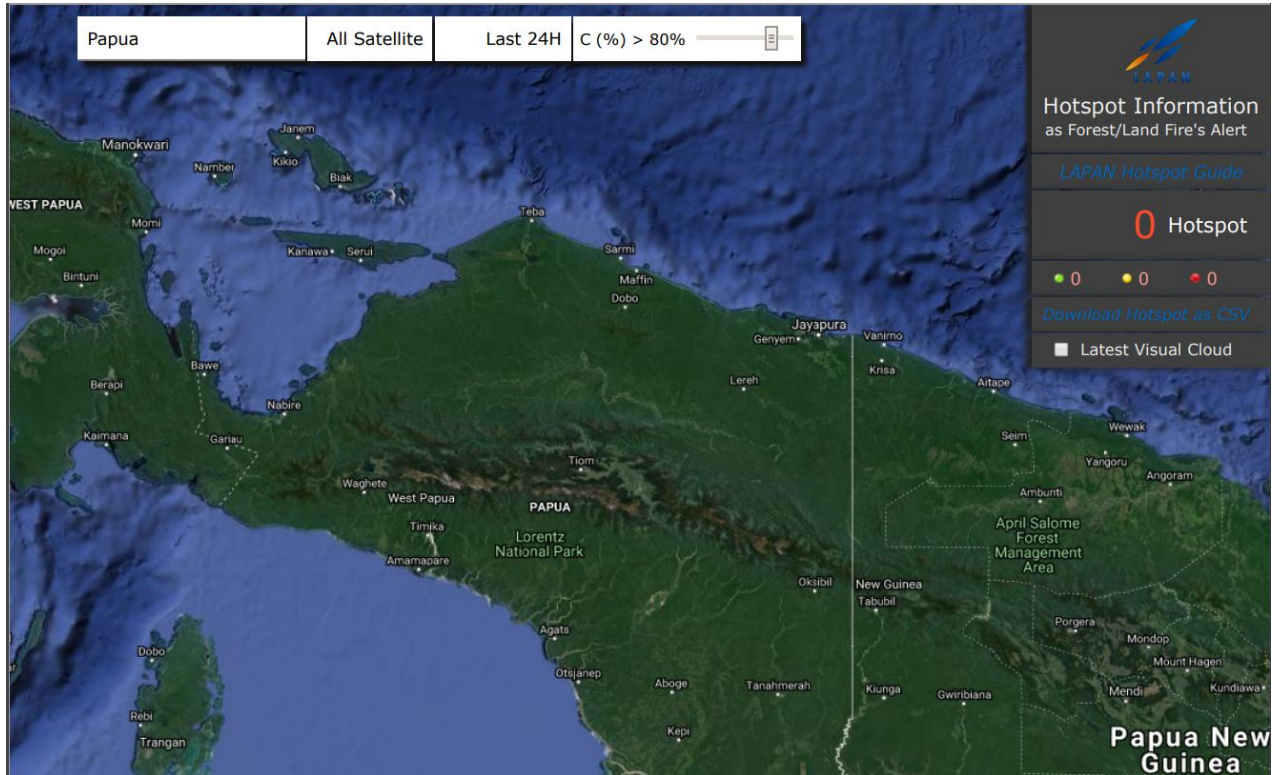 Papua
All Satellite
Last 24H
C (%) > 80%
LAPAN
Hotspot Information
as Forest/Land Fire's Alert
LAPAN Hotspot Guide
0 Hotspot
0 0 0
Download Hotspot as CSV
Latest Visual Cloud
Janem
Manokwari
Kikio
Namber
Biak
WEST PAPUA
Teba
Momi
Mogoi
Kanawa
Serui
Sarmi
Bintuni
Maffin
Dobo
Jayapura
Genyem
Vanimo
Bawe
Krisa
Berapi
Lereh
Aitape
Nabire
Wewak
Kaimana
Gariau
Seim
Yangoru
Tiom
Angoram
Waghete
West Papua
PAPUA
Ambunti
Timika
April Salome
Forest
Management
Area
Lorentz
National Park
Amamapare
Oksibil
New Guinea
Tabubil
Porgera
Agats
Mondop
Dobo
Mount Hagen
Otsjanep
Aboge
Tanahmerah
Kiunga
Gwiribiana
Mendi
Kundiawa
Rebi
Trangan
Kepi
Papua New
Guinea